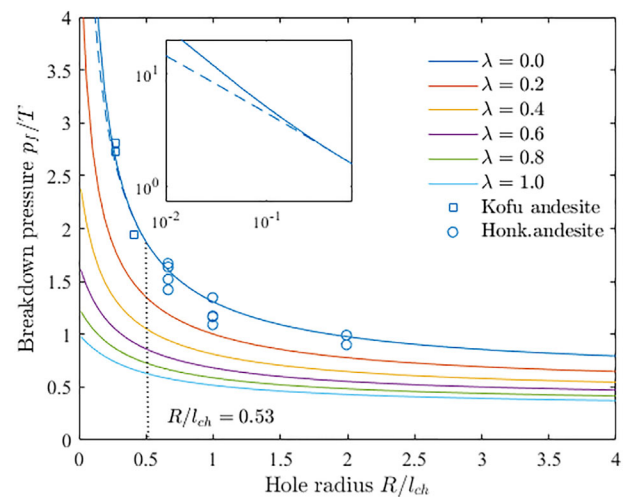 4
3.5
3
2.5
2
1.5
1
0.5
0
Breakdown pressure p_f/T
10^1
10^0
10^-2
10^-1
λ = 0.0
λ = 0.2
λ = 0.4
λ = 0.6
λ = 0.8
λ = 1.0
Kofu andesite
Honk.andesite
R/l_ch = 0.53
0 0.5 1 1.5 2 2.5 3 3.5 4
Hole radius R/l_ch